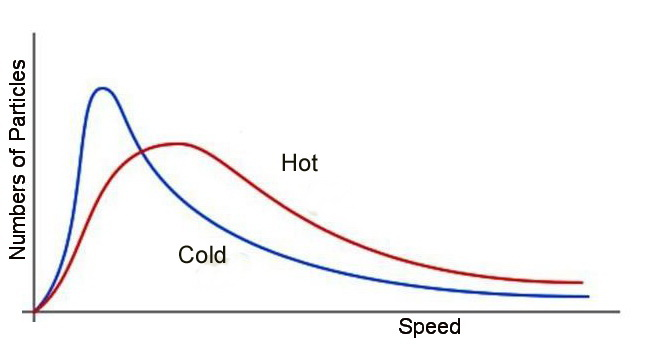 Numbers of Particles
Hot
Cold
Speed